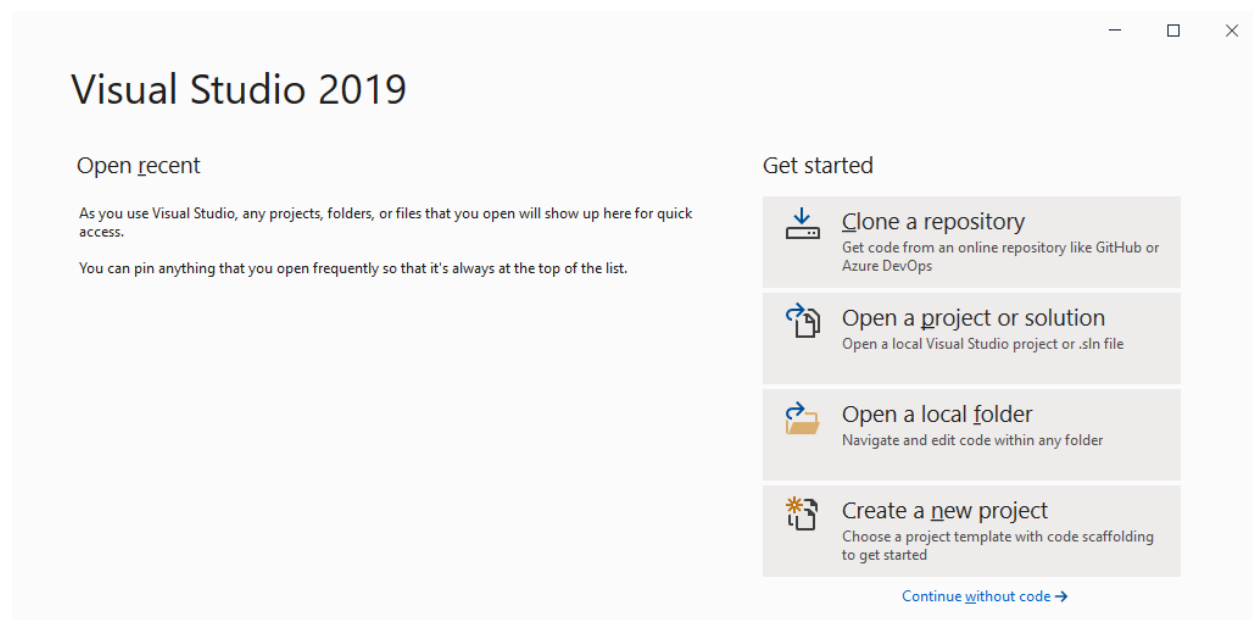 Visual Studio 2019
Open recent
As you use Visual Studio, any projects, folders, or files that you open will show up here for quick
access.
You can pin anything that you open frequently so that it's always at the top of the list.
Get started
Clone a repository
Get code from an online repository like GitHub or
Azure DevOps
Open a project or solution
Open a local Visual Studio project or .sln file
Open a local folder
Navigate and edit code within any folder
Create a new project
Choose a project template with code scaffolding
to get started
Continue without code →